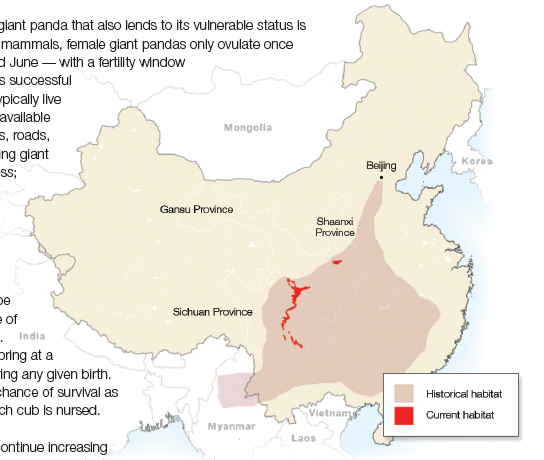 giant panda that also lends to its vulnerable status is
mammals, female giant pandas only ovulate once
d June — with a fertility window
s successful
ypically live
available
s, roads,
ing giant
ss;
be
e of
.
oring at a
ring any given birth.
chance of survival as
ch cub is nursed.
continue increasing
Mongolia
Korea
Beijing
Gansu Province
Shaanxi
Province
Sichuan Province
India
Myanmar
Laos
Vietnam
Historical habitat
Current habitat